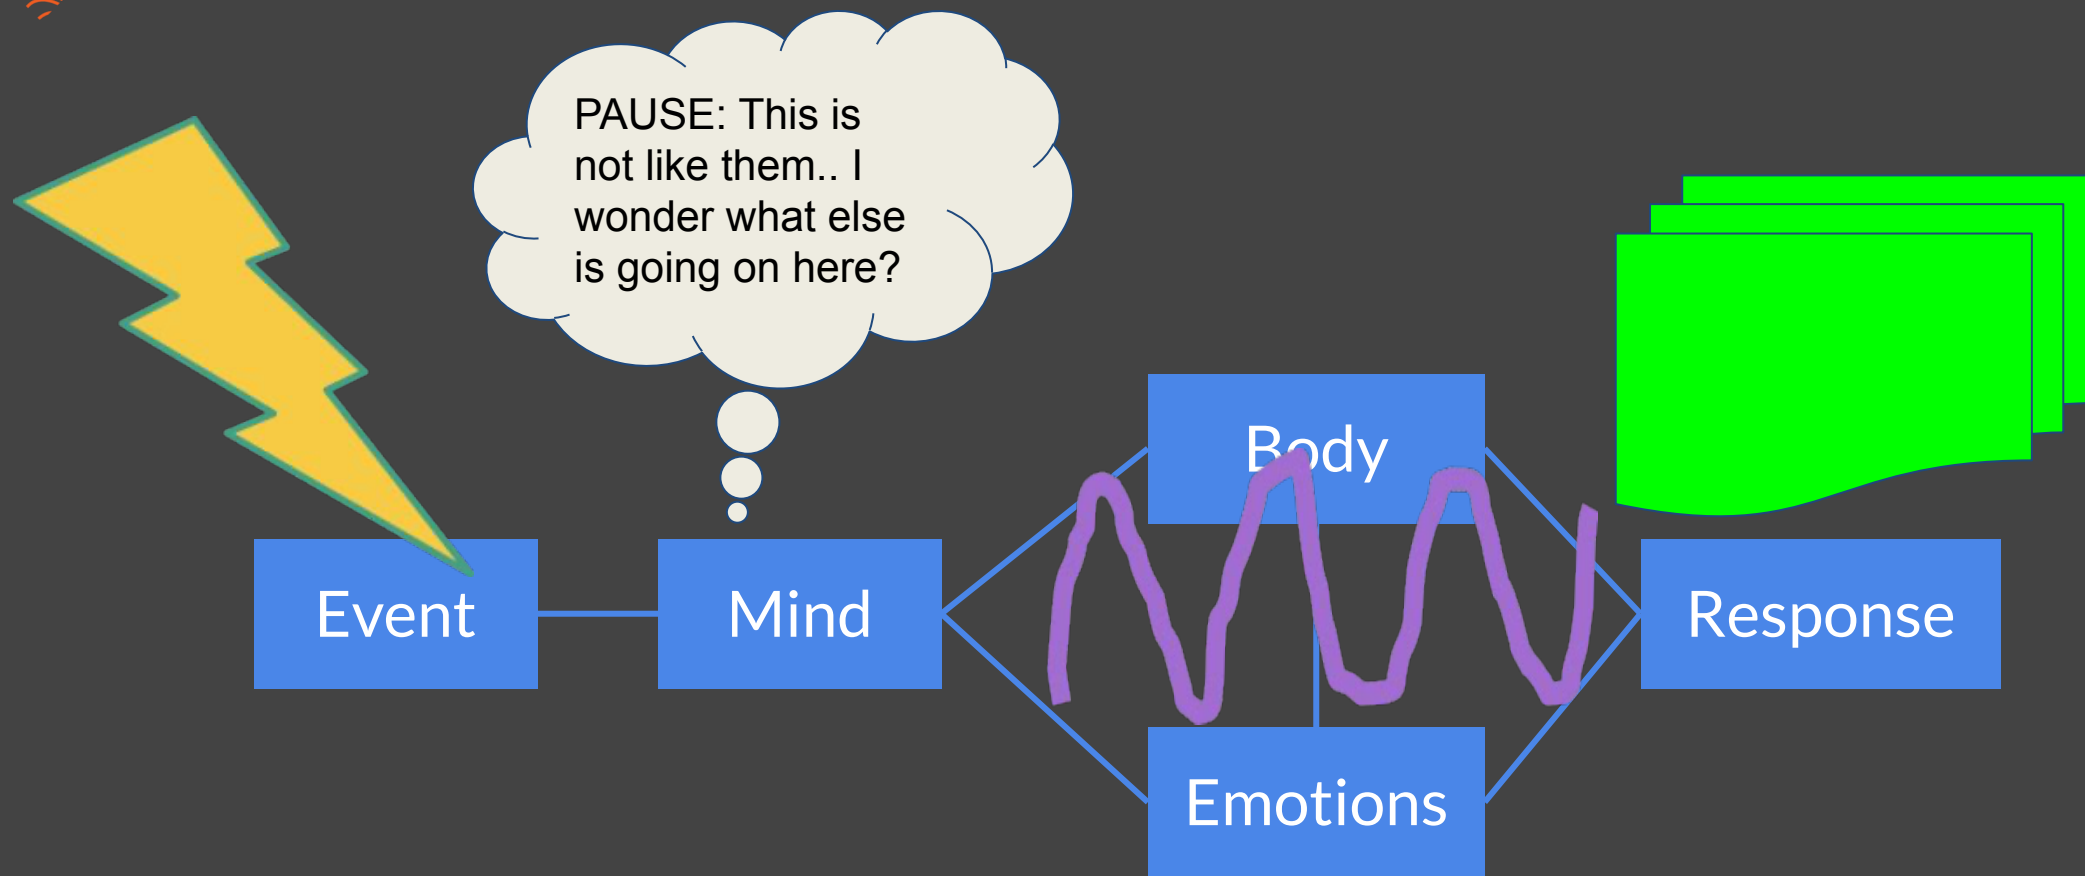 PAUSE: This is
not like them.. I
wonder what else
is going on here?
Body
Event
Mind
Response
Emotions